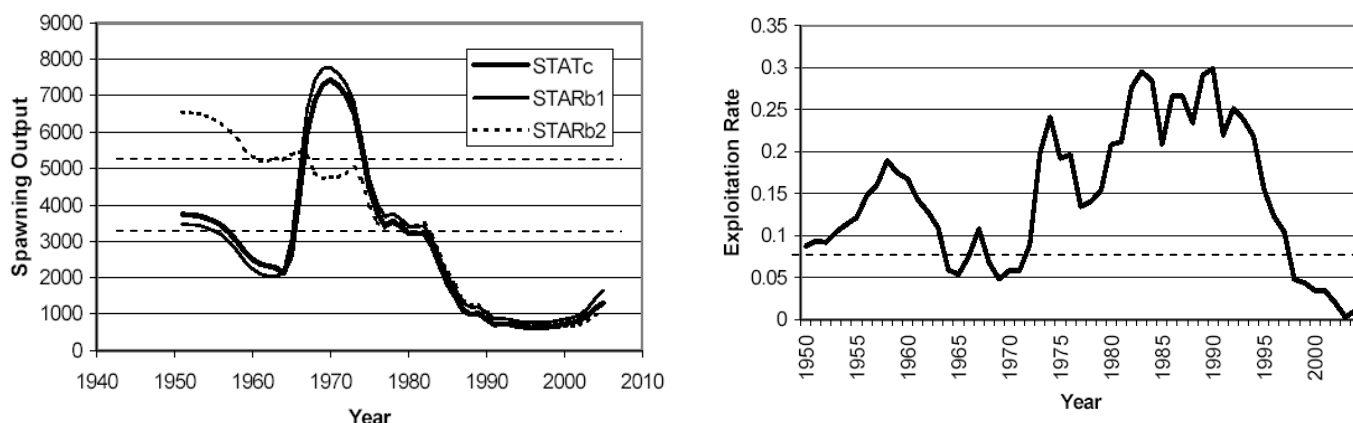 9000
8000
7000
6000
5000
4000
3000
2000
1000
0
Spawning Output
1940 1950 1960 1970 1980 1990 2000 2010
Year
STATc
STARb1
STARb2
0.35
0.3
0.25
0.2
0.15
0.1
0.05
0
Exploitation Rate
1950 1955 1960 1965 1970 1975 1980 1985 1990 1995 2000
Year